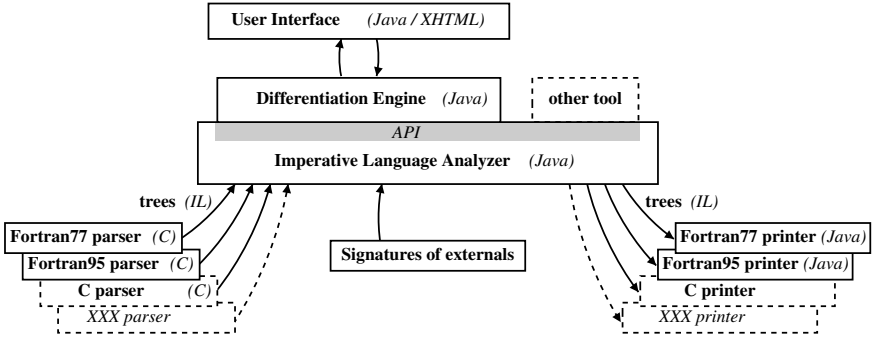 User Interface (Java / XHTML)
Differentiation Engine (Java)
other tool
API
Imperative Language Analyzer (Java)
trees (IL)
trees (IL)
Fortran77 parser (C)
Fortran95 parser (C)
C parser (C)
XXX parser
Signatures of externals
Fortran77 printer (Java)
Fortran95 printer (Java)
C printer
XXX printer